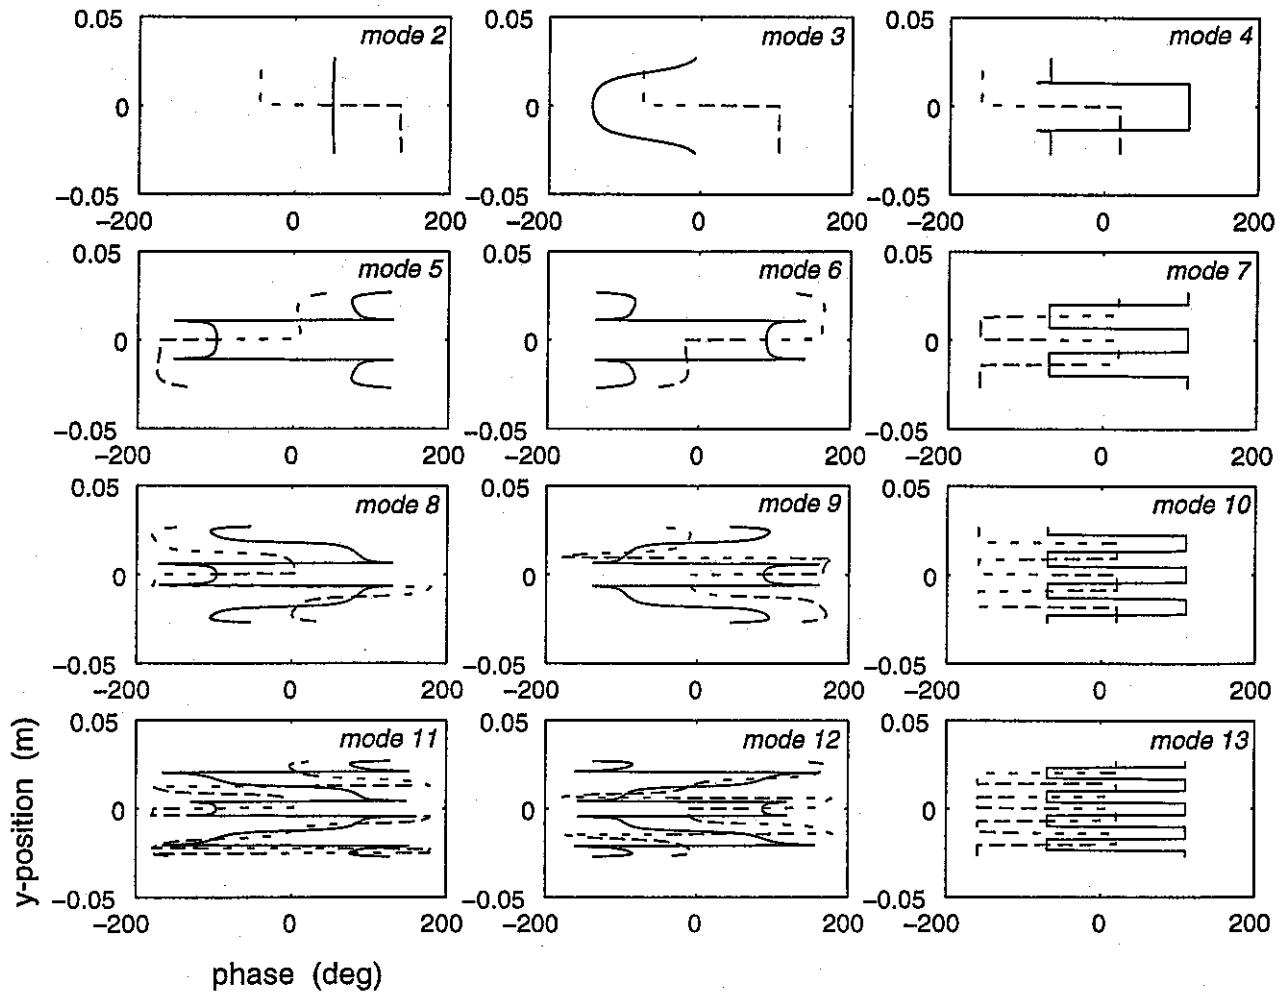 0.05 mode 2 0.05 mode 3 0.05 mode 4
0 0 0
−0.05 −0.05 −0.05
−200 0 200 −200 0 200 −200 0 200
0.05 mode 5 0.05 mode 6 0.05 mode 7
0 0 0
−0.05 −0.05 −0.05
−200 0 200 −200 0 200 −200 0 200
0.05 mode 8 0.05 mode 9 0.05 mode 10
0 0 0
−0.05 −0.05 −0.05
−200 0 200 −200 0 200 −200 0 200
0.05 mode 11 0.05 mode 12 0.05 mode 13
0 0 0
−0.05 −0.05 −0.05
−200 0 200 −200 0 200 −200 0 200
y-position (m)
phase (deg)